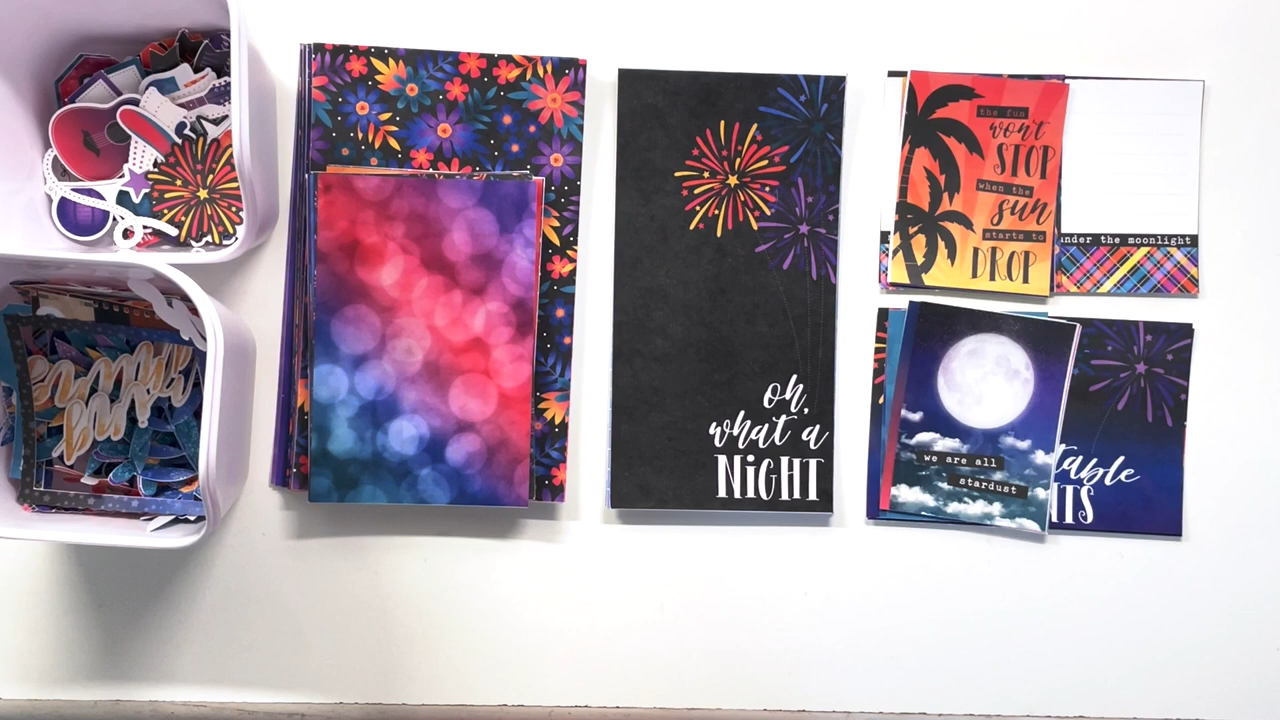 oh,
what a
NiGHT
the fun
won't
STOP
when the
sun
starts to
DROP
under the moonlight
we are all
stardust
table
HTS